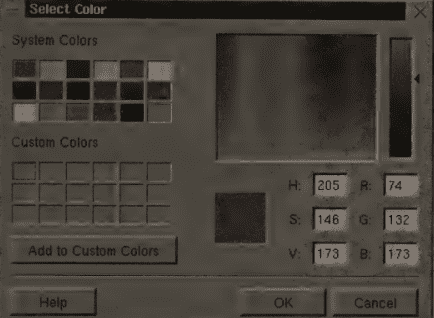 Select Color
System Colors
Custom Colors
H: 205 R: 74
S: 146 G: 132
V: 173 B: 173
Add to Custom Colors
Help OK Cancel